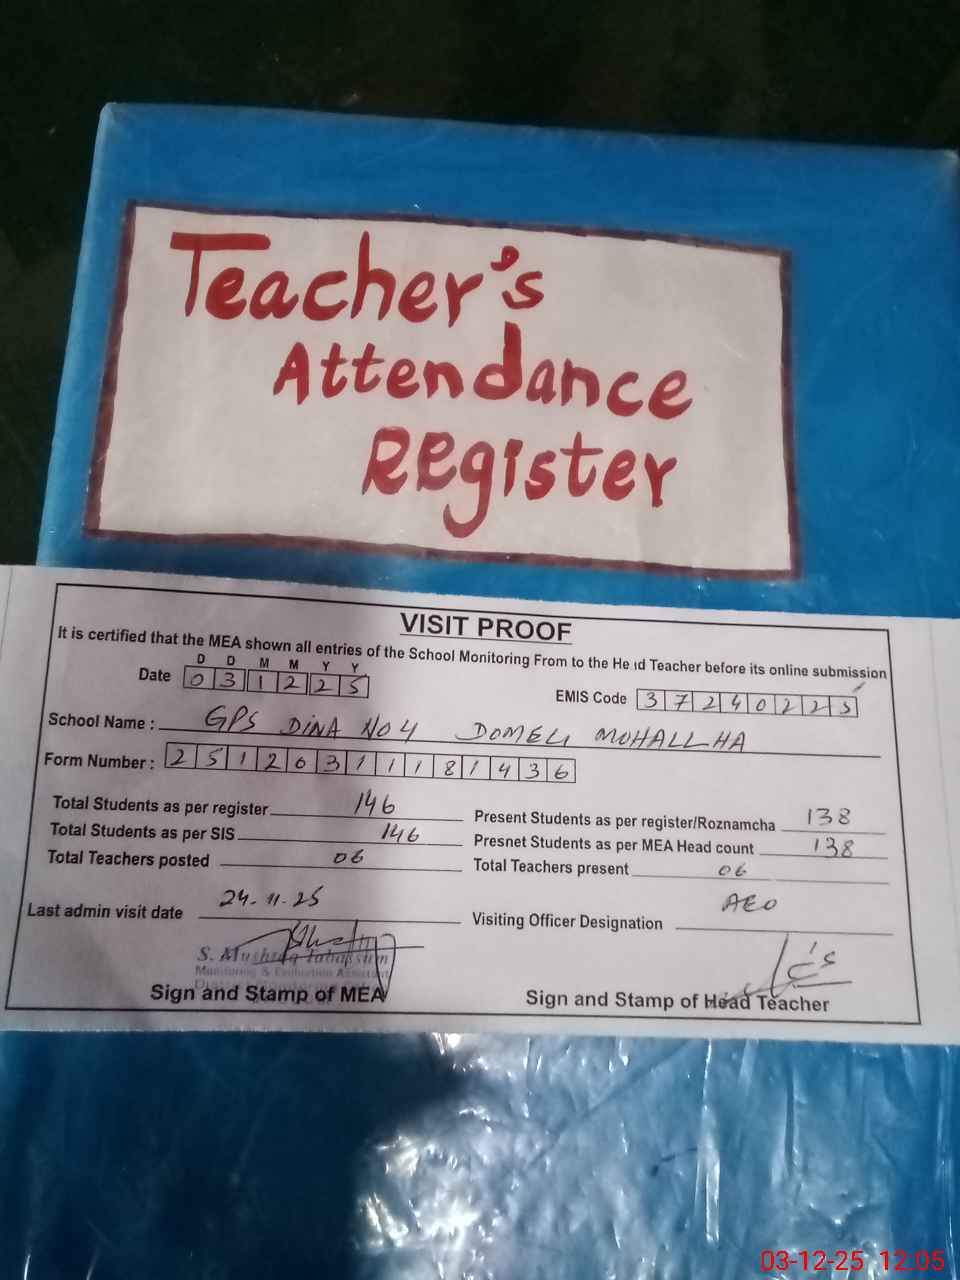 Teacher's
Attendance
Register
VISIT PROOF
It is certified that the MEA shown all entries of the School Monitoring From to the Head Teacher before its online submission
D D M M Y Y
Date 0 3 1 2 2 5
EMIS Code 3 7 2 4 0 2 2 5
School Name : GPS DINA NO 4 DOMELI MOHALLHA
Form Number : 2 5 1 2 0 3 1 1 1 8 1 4 3 6
Total Students as per register 146
Present Students as per register/Roznamcha 138
Total Students as per SIS 146
Presnet Students as per MEA Head count 138
Total Teachers posted 06
Total Teachers present 06
Last admin visit date 24-11-25
Visiting Officer Designation AEO
S. Mushtaq Tabassum
Monitoring & Evaluation Assistant
Sign and Stamp of MEA
Sign and Stamp of Head Teacher
03-12-25 12:05